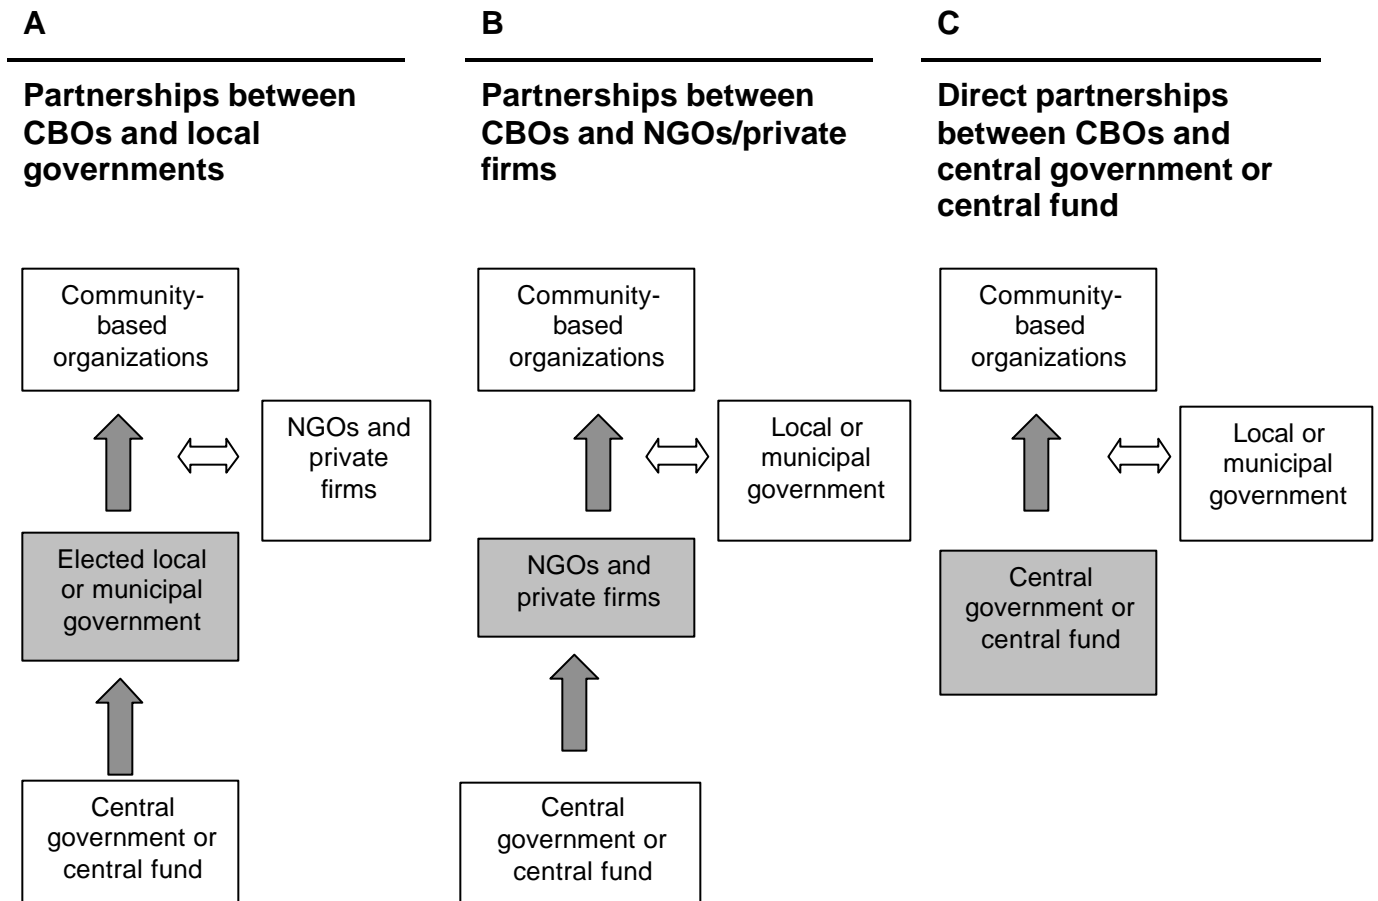 A
Partnerships between
CBOs and local
governments
Community-
based
organizations
NGOs and
private
firms
Elected local
or municipal
government
Central
government or
central fund
B
Partnerships between
CBOs and NGOs/private
firms
Community-
based
organizations
Local or
municipal
government
NGOs and
private firms
Central
government or
central fund
C
Direct partnerships
between CBOs and
central government or
central fund
Community-
based
organizations
Local or
municipal
government
Central
government or
central fund